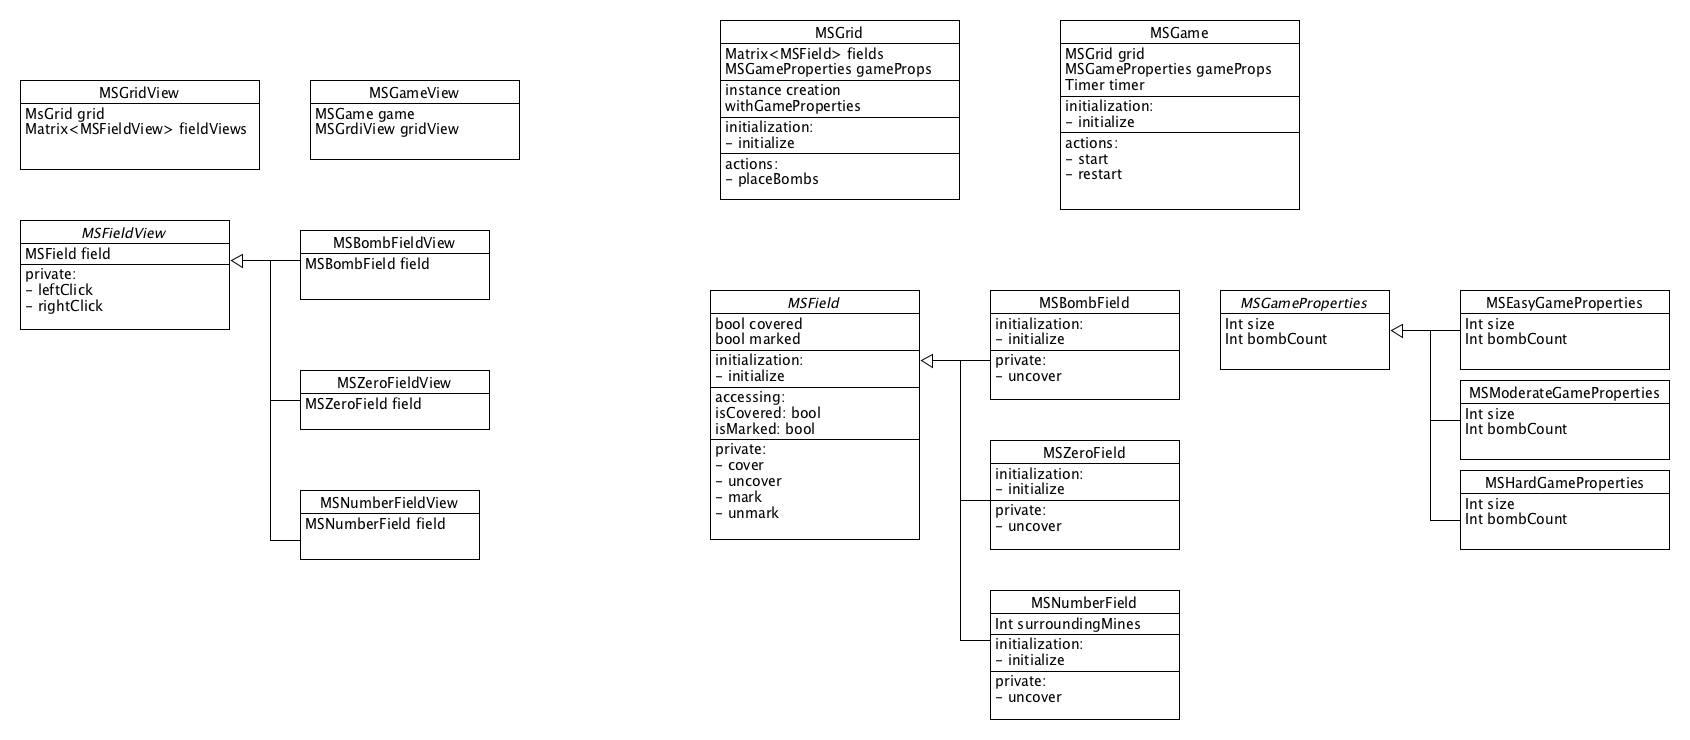 MSGridView
MsGrid grid
Matrix<MSFieldView> fieldViews
MSGameView
MSGame game
MSGrdiView gridView
MSGrid
Matrix<MSField> fields
MSGameProperties gameProps
instance creation
withGameProperties
initialization:
- initialize
actions:
- placeBombs
MSGame
MSGrid grid
MSGameProperties gameProps
Timer timer
initialization:
- initialize
actions:
- start
- restart
MSFieldView
MSField field
private:
- leftClick
- rightClick
MSBombFieldView
MSBombField field
MSZeroFieldView
MSZeroField field
MSNumberFieldView
MSNumberField field
MSField
bool covered
bool marked
initialization:
- initialize
accessing:
isCovered: bool
isMarked: bool
private:
- cover
- uncover
- mark
- unmark
MSBombField
initialization:
- initialize
private:
- uncover
MSZeroField
initialization:
- initialize
private:
- uncover
MSNumberField
Int surroundingMines
initialization:
- initialize
private:
- uncover
MSGameProperties
Int size
Int bombCount
MSEasyGameProperties
Int size
Int bombCount
MSModerateGameProperties
Int size
Int bombCount
MSHardGameProperties
Int size
Int bombCount